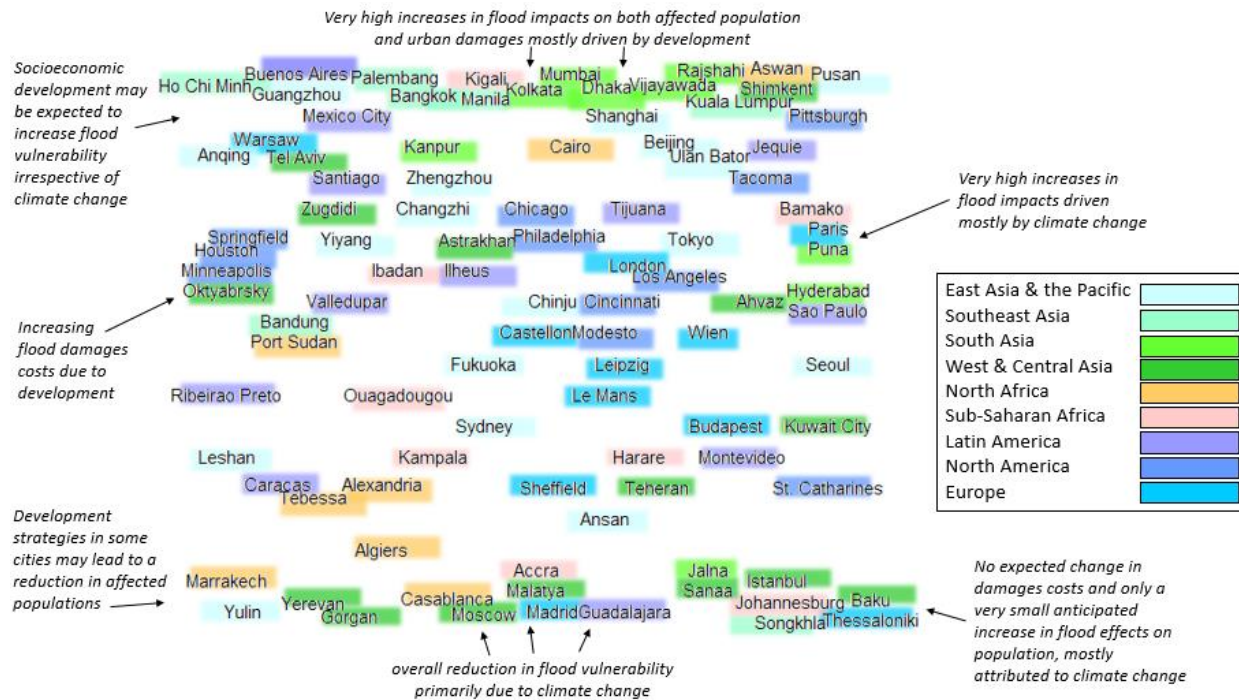 Very high increases in flood impacts on both affected population
and urban damages mostly driven by development
Socioeconomic
development may
be expected to
increase flood
vulnerability
irrespective of
climate change
Ho Chi Minh
Buenos Aires
Guangzhou
Palembang
Bangkok
Kigali
Manila
Kolkata
Mumbai
Dhaka
Vijayawada
Rajshahi
Aswan
Shimkent
Pusan
Kuala Lumpur
Mexico City
Shanghai
Pittsburgh
Warsaw
Anqing
Tel Aviv
Kanpur
Cairo
Beijing
Ulan Bator
Jequie
Santiago
Zhengzhou
Tacoma
Very high increases in
flood impacts driven
mostly by climate change
Zugdidi
Changzhi
Chicago
Tijuana
Bamako
Springfield
Houston
Yiyang
Astrakhan
Philadelphia
Tokyo
Paris
Puna
Minneapolis
Oktyabrsky
Ibadan
Ilheus
London
Los Angeles
Valledupar
Chinju
Cincinnati
Ahvaz
Hyderabad
Sao Paulo
Increasing
flood damages
costs due to
development
Bandung
Port Sudan
Castellon
Modesto
Wien
Fukuoka
Leipzig
Seoul
Ribeirao Preto
Ouagadougou
Le Mans
Sydney
Budapest
Kuwait City
Leshan
Kampala
Harare
Montevideo
Caracas
Tebessa
Alexandria
Sheffield
Teheran
St. Catharines
Ansan
East Asia & the Pacific
Southeast Asia
South Asia
West & Central Asia
North Africa
Sub-Saharan Africa
Latin America
North America
Europe
Development
strategies in some
cities may lead to a
reduction in affected
populations
Algiers
Marrakech
Yulin
Yerevan
Gorgan
Casablanca
Moscow
Accra
Malatya
Madrid
Guadalajara
Jalna
Sanaa
Istanbul
Johannesburg
Songkhla
Baku
Thessaloniki
No expected change in
damages costs and only a
very small anticipated
increase in flood effects on
population, mostly
attributed to climate change
overall reduction in flood vulnerability
primarily due to climate change